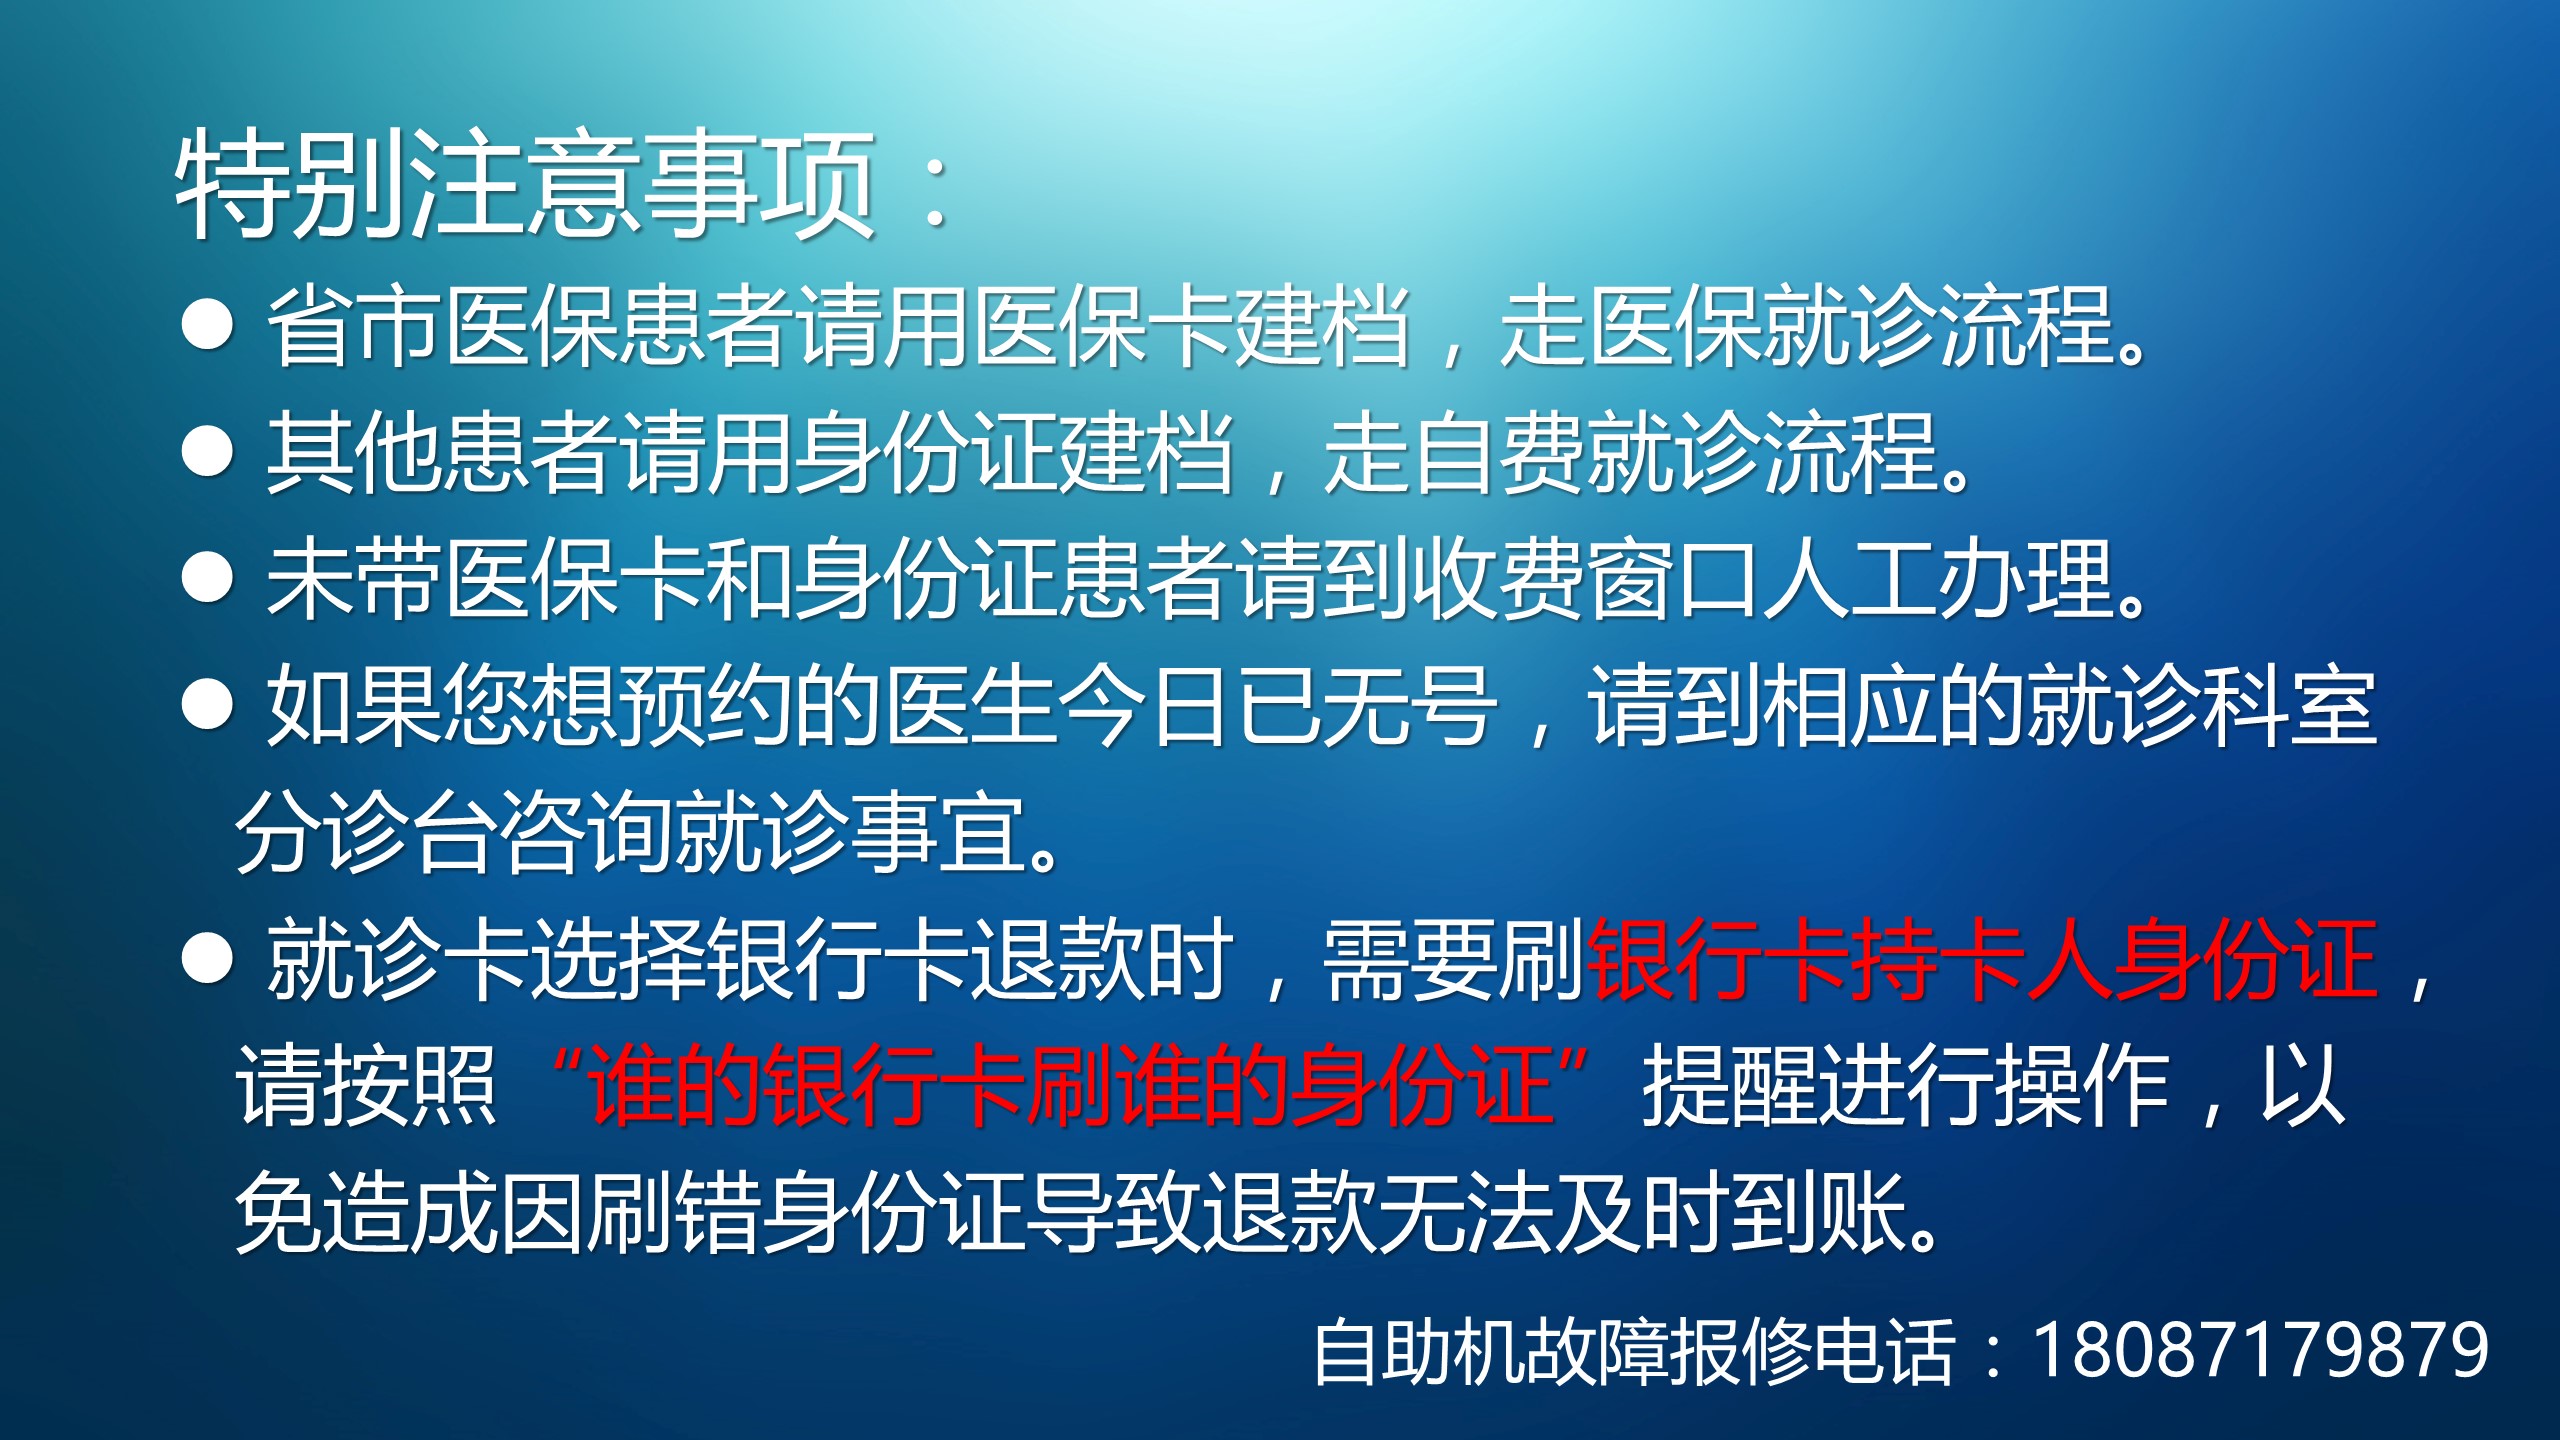 特别注意事项：
● 省市医保患者请用医保卡建档，走医保就诊流程。
● 其他患者请用身份证建档，走自费就诊流程。
● 未带医保卡和身份证患者请到收费窗口人工办理。
● 如果您想预约的医生今日已无号，请到相应的就诊科室
分诊台咨询就诊事宜。
● 就诊卡选择银行卡退款时，需要刷银行卡持卡人身份证，
请按照“谁的银行卡刷谁的身份证”提醒进行操作，以
免造成因刷错身份证导致退款无法及时到账。
自助机故障报修电话：18087179879